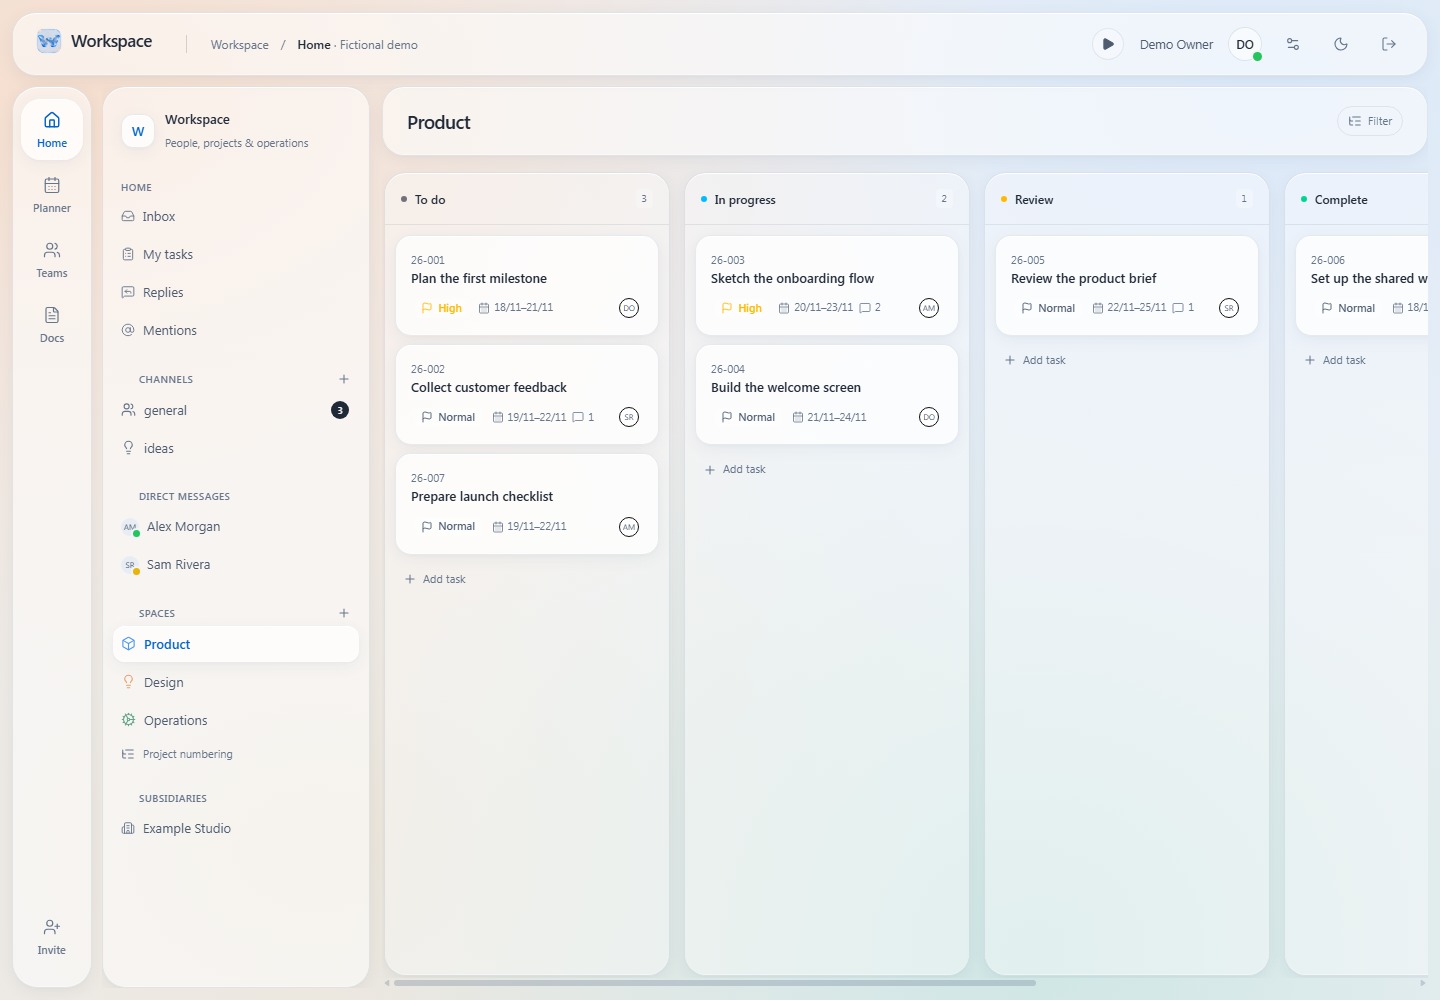 Workspace
Workspace / Home · Fictional demo
Demo Owner
DO
Home
Planner
Teams
Docs
Invite
W
Workspace
People, projects & operations
HOME
Inbox
My tasks
Replies
Mentions
CHANNELS
general 3
ideas
DIRECT MESSAGES
AM Alex Morgan
SR Sam Rivera
SPACES
Product
Design
Operations
Project numbering
SUBSIDIARIES
Example Studio
Product
Filter
To do 3
26-001
Plan the first milestone
High 18/11–21/11 DO
26-002
Collect customer feedback
Normal 19/11–22/11 1 SR
26-007
Prepare launch checklist
Normal 19/11–22/11 AM
+ Add task
In progress 2
26-003
Sketch the onboarding flow
High 20/11–23/11 2 AM
26-004
Build the welcome screen
Normal 21/11–24/11 DO
+ Add task
Review 1
26-005
Review the product brief
Normal 22/11–25/11 1 SR
+ Add task
Complete
26-006
Set up the shared
Normal
+ Add task